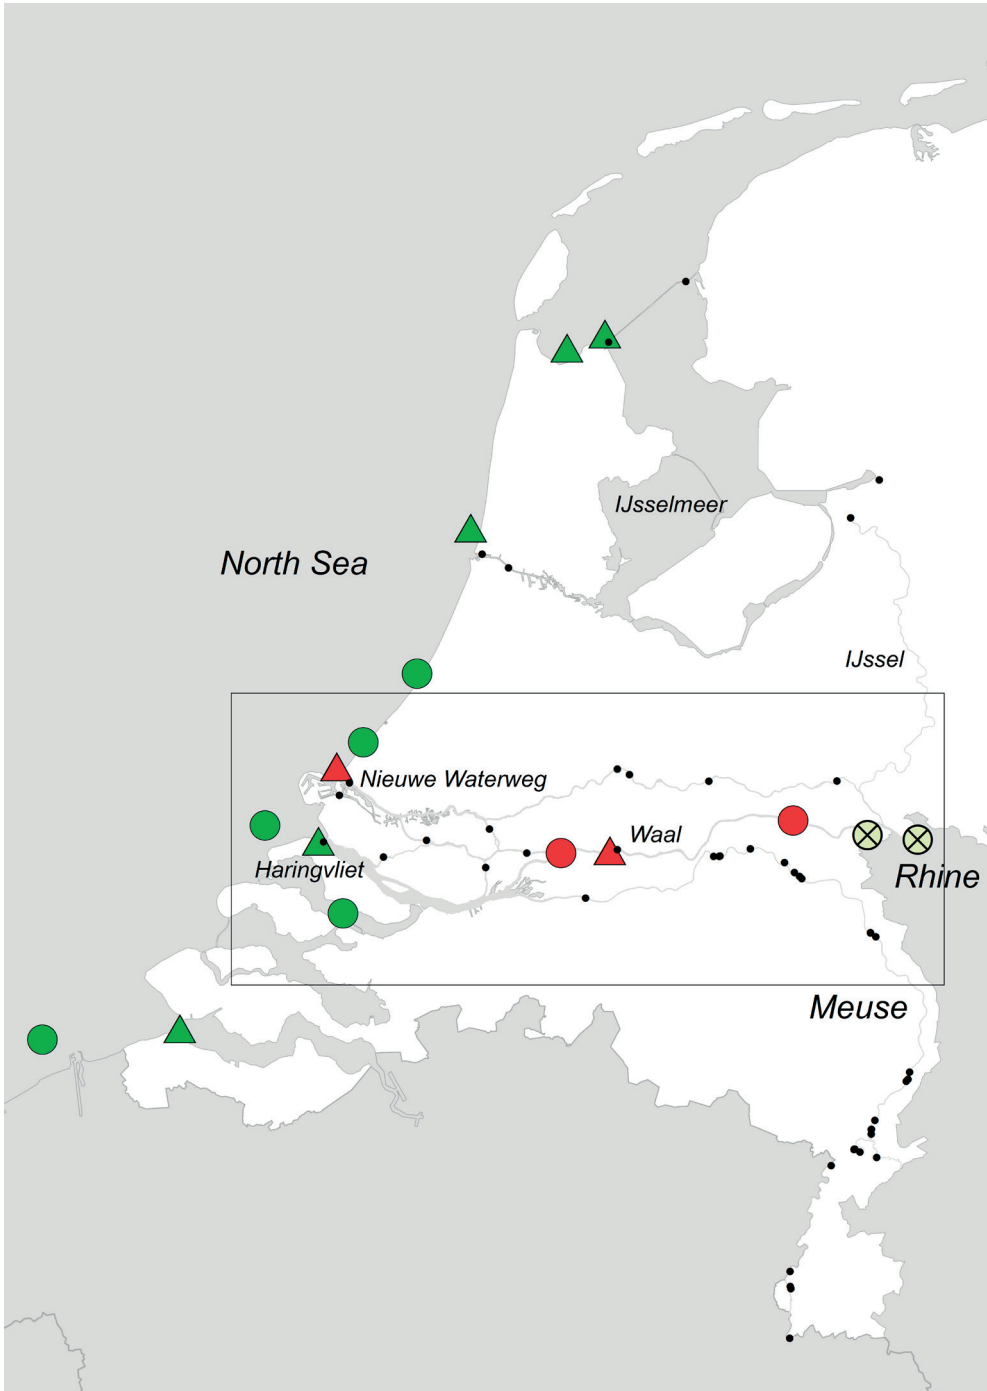 IJsselmeer
North Sea
IJssel
Nieuwe Waterweg
Waal
Haringvliet
Rhine
Meuse